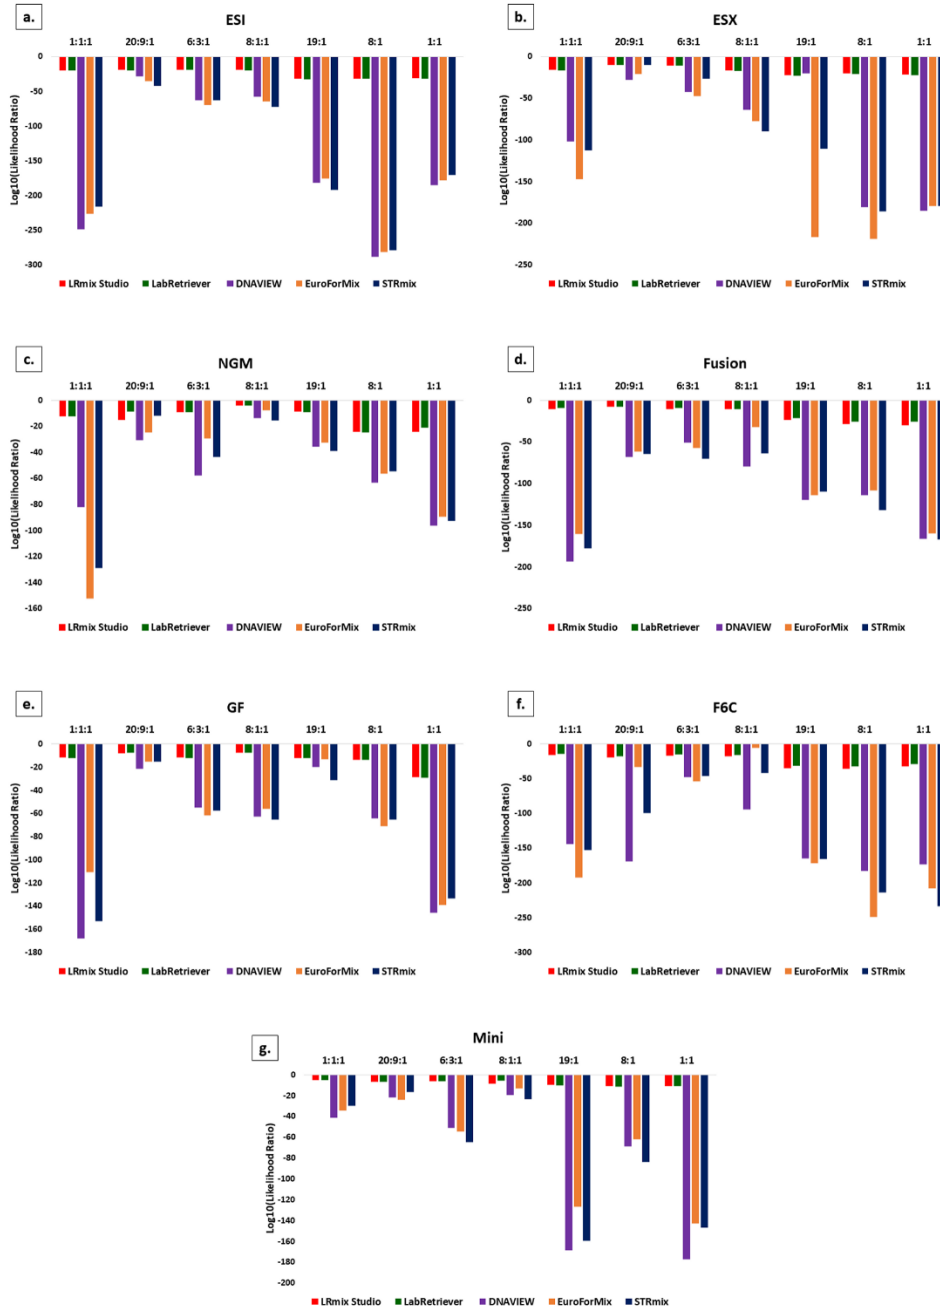 a.
ESI
1:1:1 20:9:1 6:3:1 8:1:1 19:1 8:1 1:1
0
-50
-100
-150
-200
-250
-300
Log10(Likelihood Ratio)
LRmix Studio LabRetriever DNAVIEW EuroForMix STRmix
b.
ESX
1:1:1 20:9:1 6:3:1 8:1:1 19:1 8:1 1:1
0
-50
-100
-150
-200
-250
Log10(Likelihood Ratio)
LRmix Studio LabRetriever DNAVIEW EuroForMix STRmix
c.
NGM
1:1:1 20:9:1 6:3:1 8:1:1 19:1 8:1 1:1
0
-20
-40
-60
-80
-100
-120
-140
-160
Log10(Likelihood Ratio)
LRmix Studio LabRetriever DNAVIEW EuroForMix STRmix
d.
Fusion
1:1:1 20:9:1 6:3:1 8:1:1 19:1 8:1 1:1
0
-50
-100
-150
-200
-250
Log10(Likelihood Ratio)
LRmix Studio LabRetriever DNAVIEW EuroForMix STRmix
e.
GF
1:1:1 20:9:1 6:3:1 8:1:1 19:1 8:1 1:1
0
-20
-40
-60
-80
-100
-120
-140
-160
-180
Log10(Likelihood Ratio)
LRmix Studio LabRetriever DNAVIEW EuroForMix STRmix
f.
F6C
1:1:1 20:9:1 6:3:1 8:1:1 19:1 8:1 1:1
0
-50
-100
-150
-200
-250
-300
Log10(Likelihood Ratio)
LRmix Studio LabRetriever DNAVIEW EuroForMix STRmix
g.
Mini
1:1:1 20:9:1 6:3:1 8:1:1 19:1 8:1 1:1
0
-20
-40
-60
-80
-100
-120
-140
-160
-180
-200
Log10(Likelihood Ratio)
LRmix Studio LabRetriever DNAVIEW EuroForMix STRmix